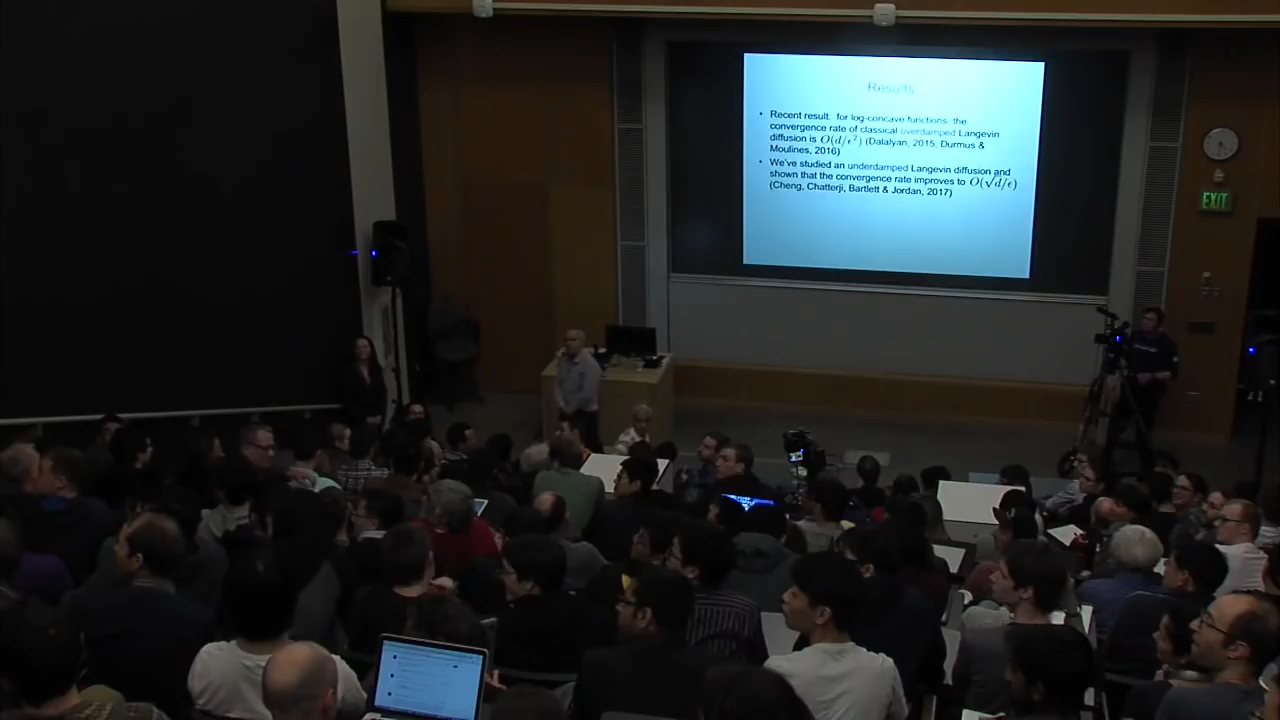 Results
• Recent result: for log-concave functions, the
convergence rate of classical overdamped Langevin
diffusion is O(d/ϵ²) (Dalalyan, 2015, Durmus &
Moulines, 2016)
• We've studied an underdamped Langevin diffusion and
shown that the convergence rate improves to O(√d/ϵ)
(Cheng, Chatterji, Bartlett & Jordan, 2017)
EXIT